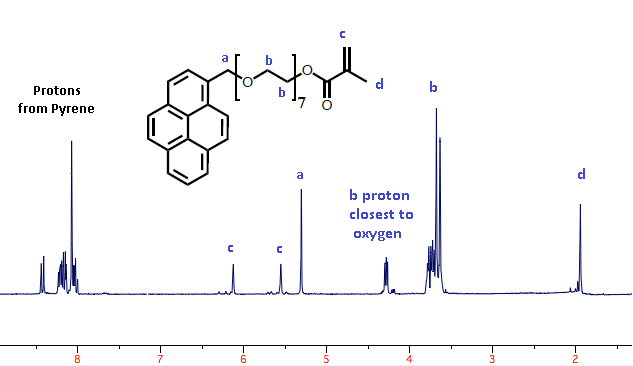 c
a
b
O
O
b
7
O
d
Protons
from Pyrene
b
a
d
b proton
closest to
oxygen
c
c
8
7
6
5
4
3
2